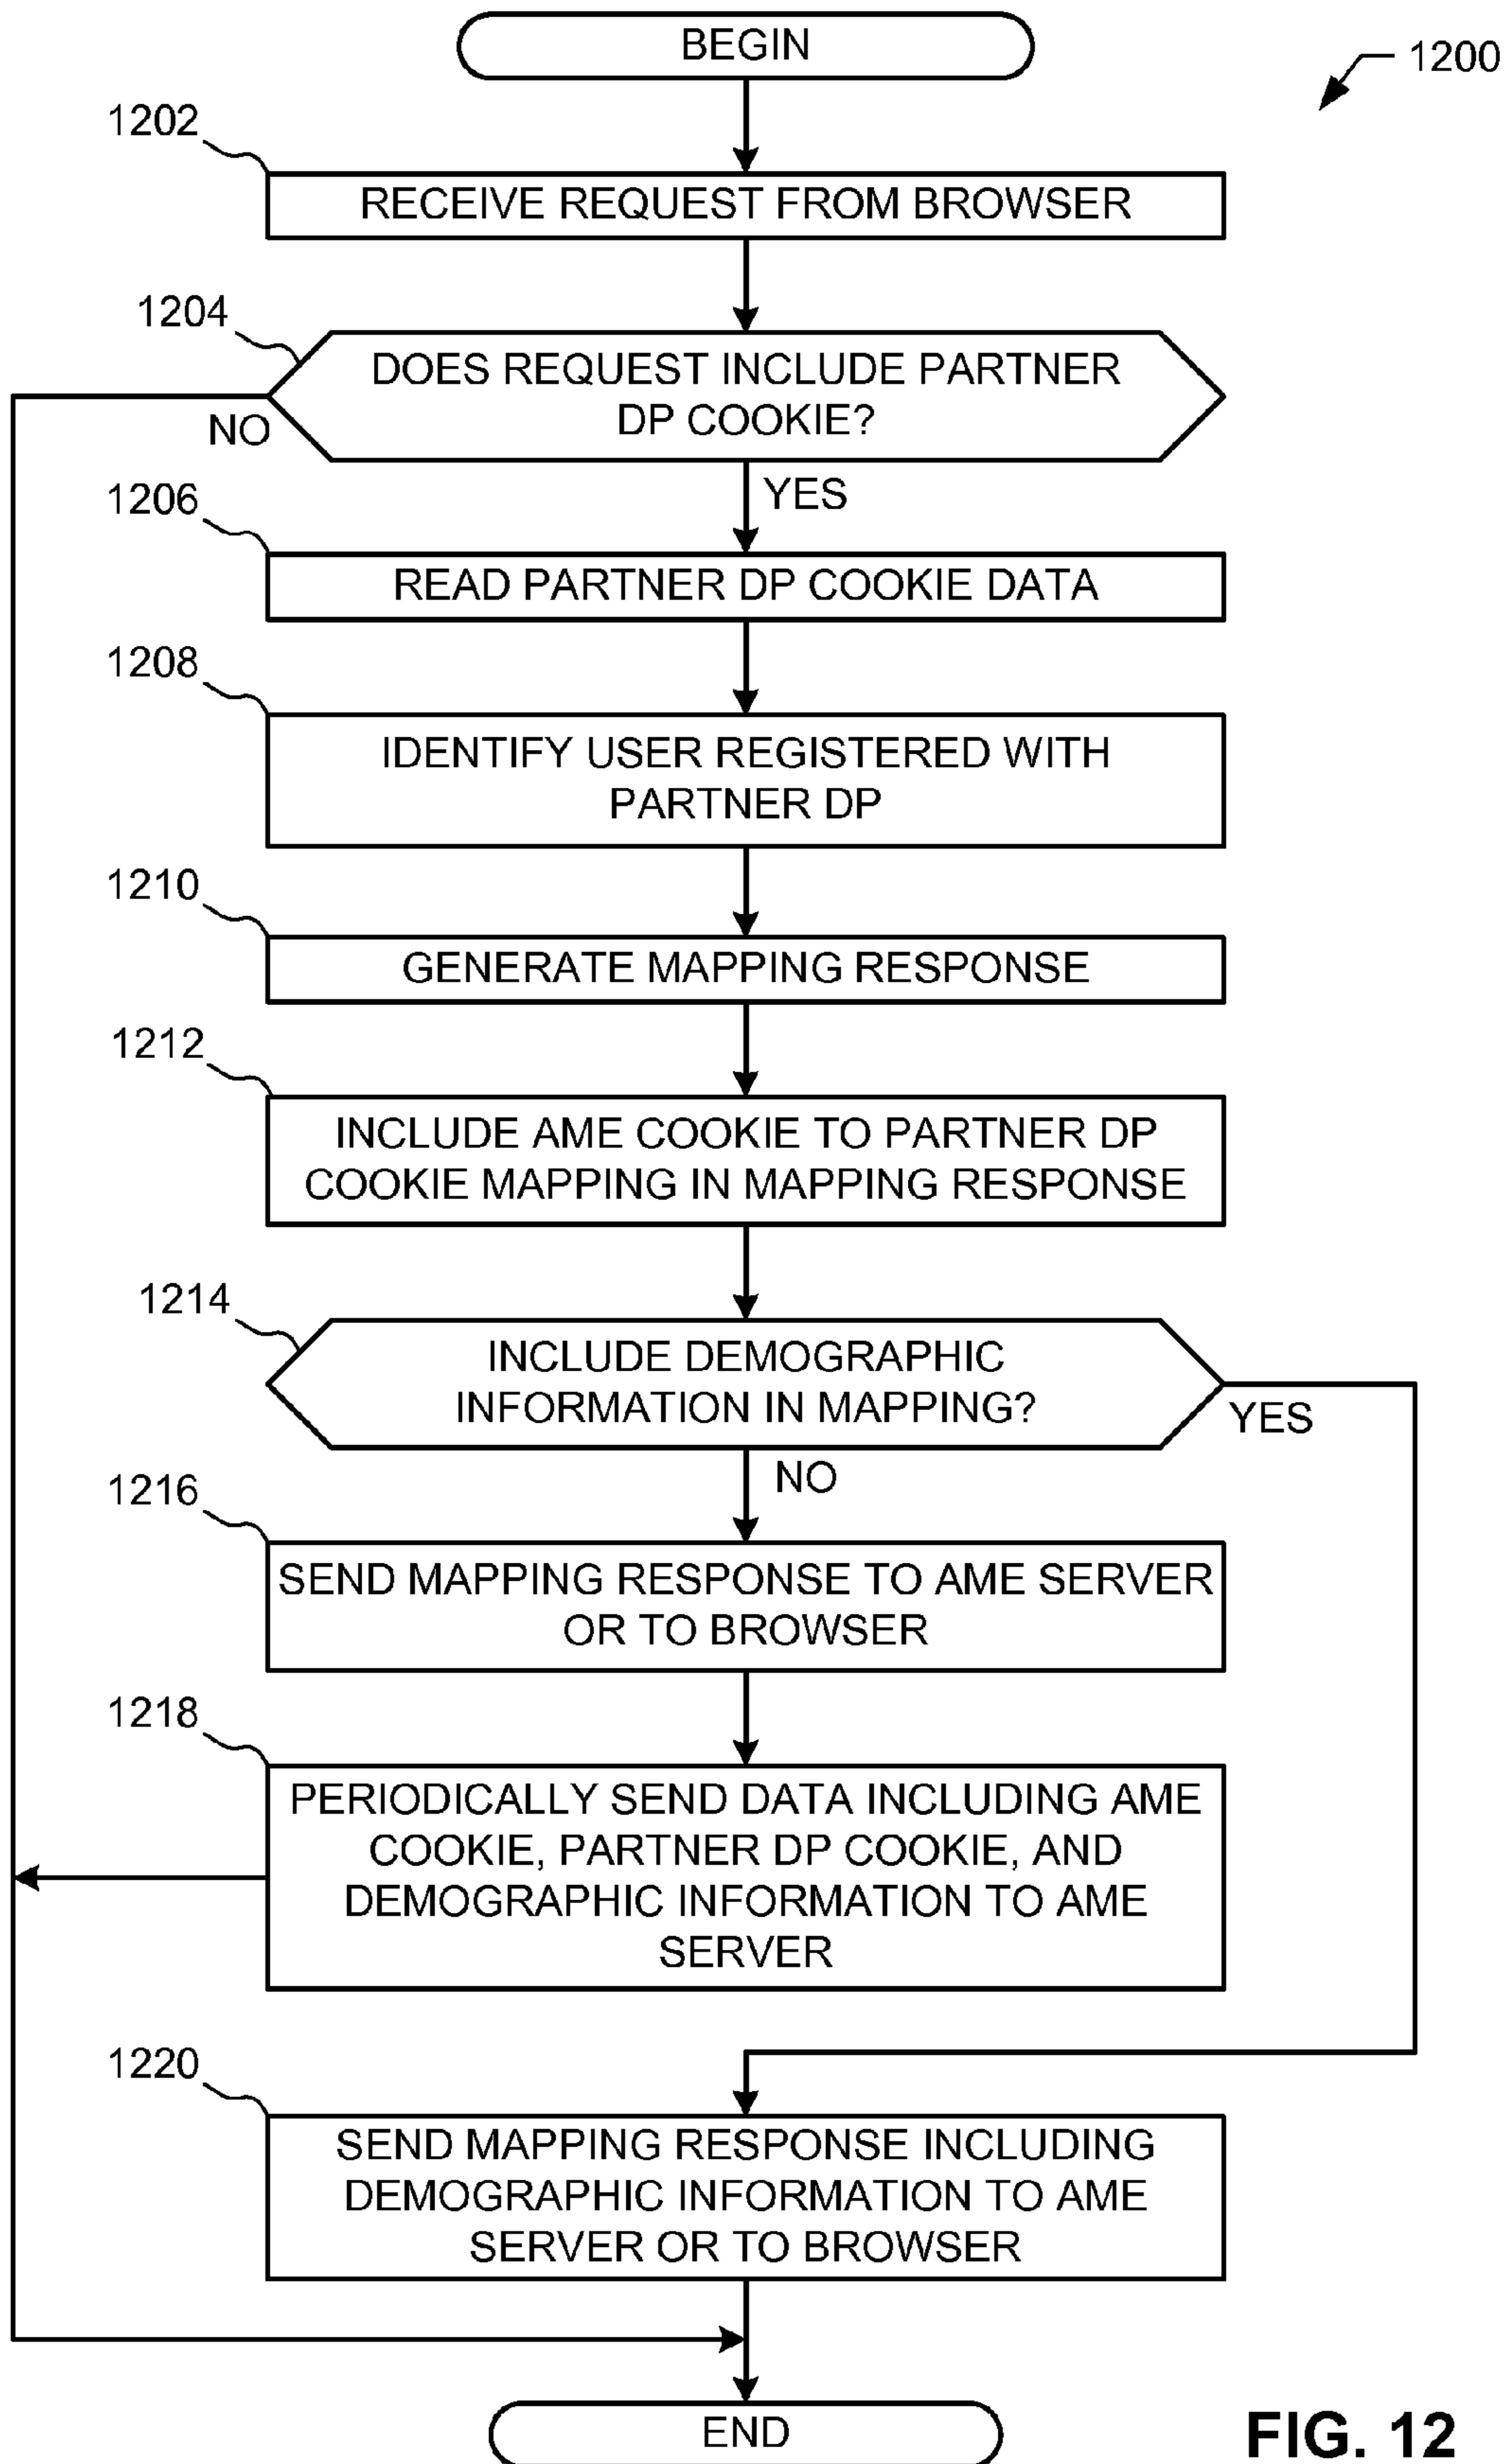 BEGIN
1200
1202
RECEIVE REQUEST FROM BROWSER
1204
DOES REQUEST INCLUDE PARTNER
DP COOKIE?
NO
YES
1206
READ PARTNER DP COOKIE DATA
1208
IDENTIFY USER REGISTERED WITH
PARTNER DP
1210
GENERATE MAPPING RESPONSE
1212
INCLUDE AME COOKIE TO PARTNER DP
COOKIE MAPPING IN MAPPING RESPONSE
1214
INCLUDE DEMOGRAPHIC
INFORMATION IN MAPPING?
YES
NO
1216
SEND MAPPING RESPONSE TO AME SERVER
OR TO BROWSER
1218
PERIODICALLY SEND DATA INCLUDING AME
COOKIE, PARTNER DP COOKIE, AND
DEMOGRAPHIC INFORMATION TO AME
SERVER
1220
SEND MAPPING RESPONSE INCLUDING
DEMOGRAPHIC INFORMATION TO AME
SERVER OR TO BROWSER
END
FIG. 12